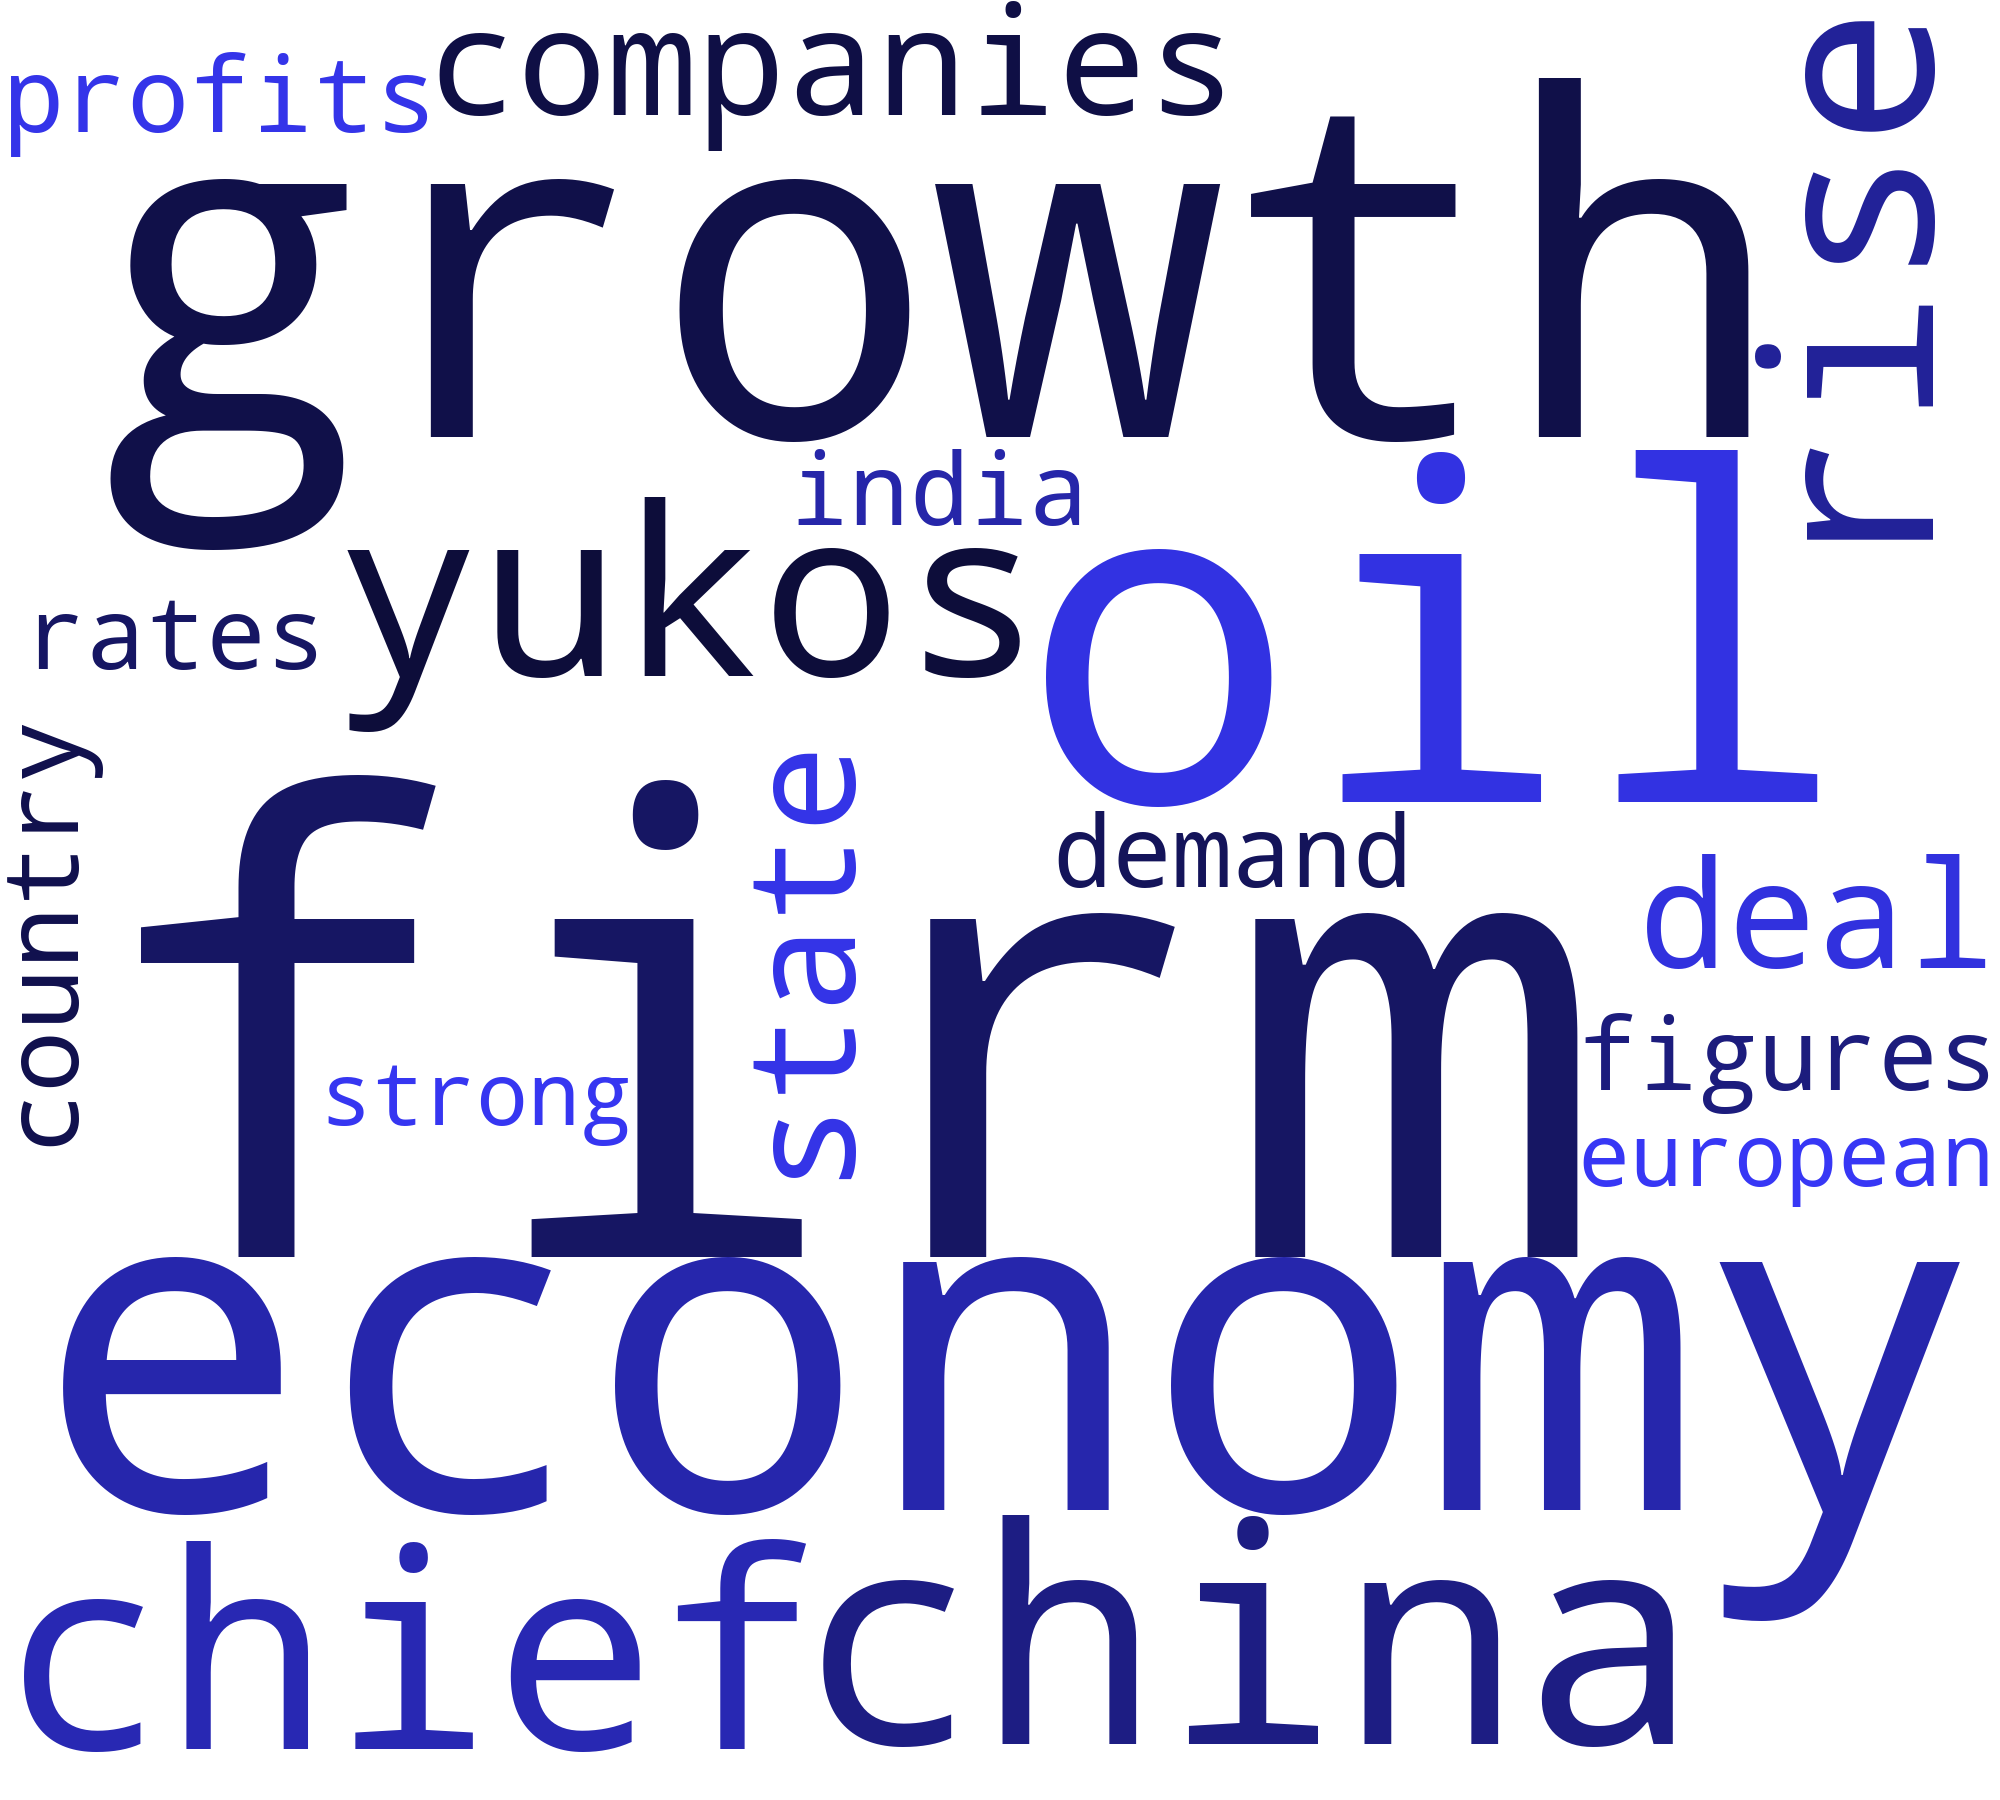 profits
companies
growth
rise
india
yukos
oil
rates
country
state
firm
demand
deal
strong
figures
european
economy
chief
china